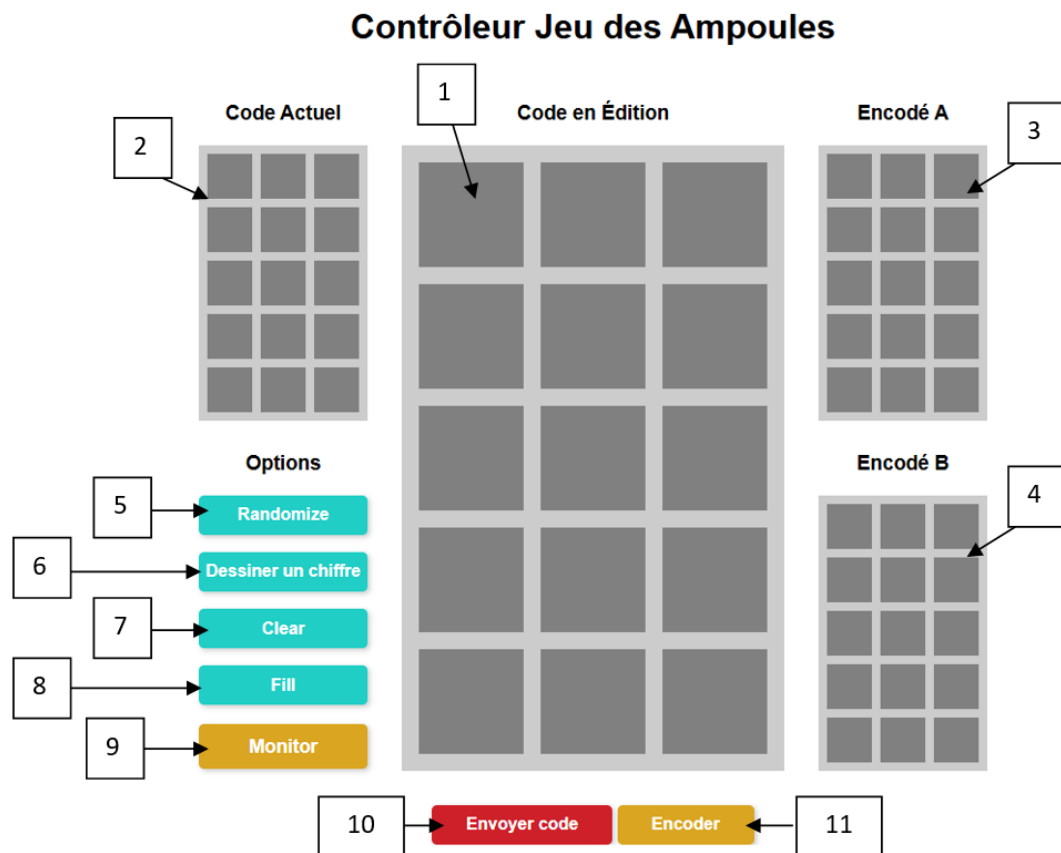 Contrôleur Jeu des Ampoules
1
Code Actuel
Code en Édition
Encodé A
2
3
Options
Encodé B
5
Randomize
4
6
Dessiner un chiffre
7
Clear
8
Fill
9
Monitor
10
Envoyer code
Encoder
11